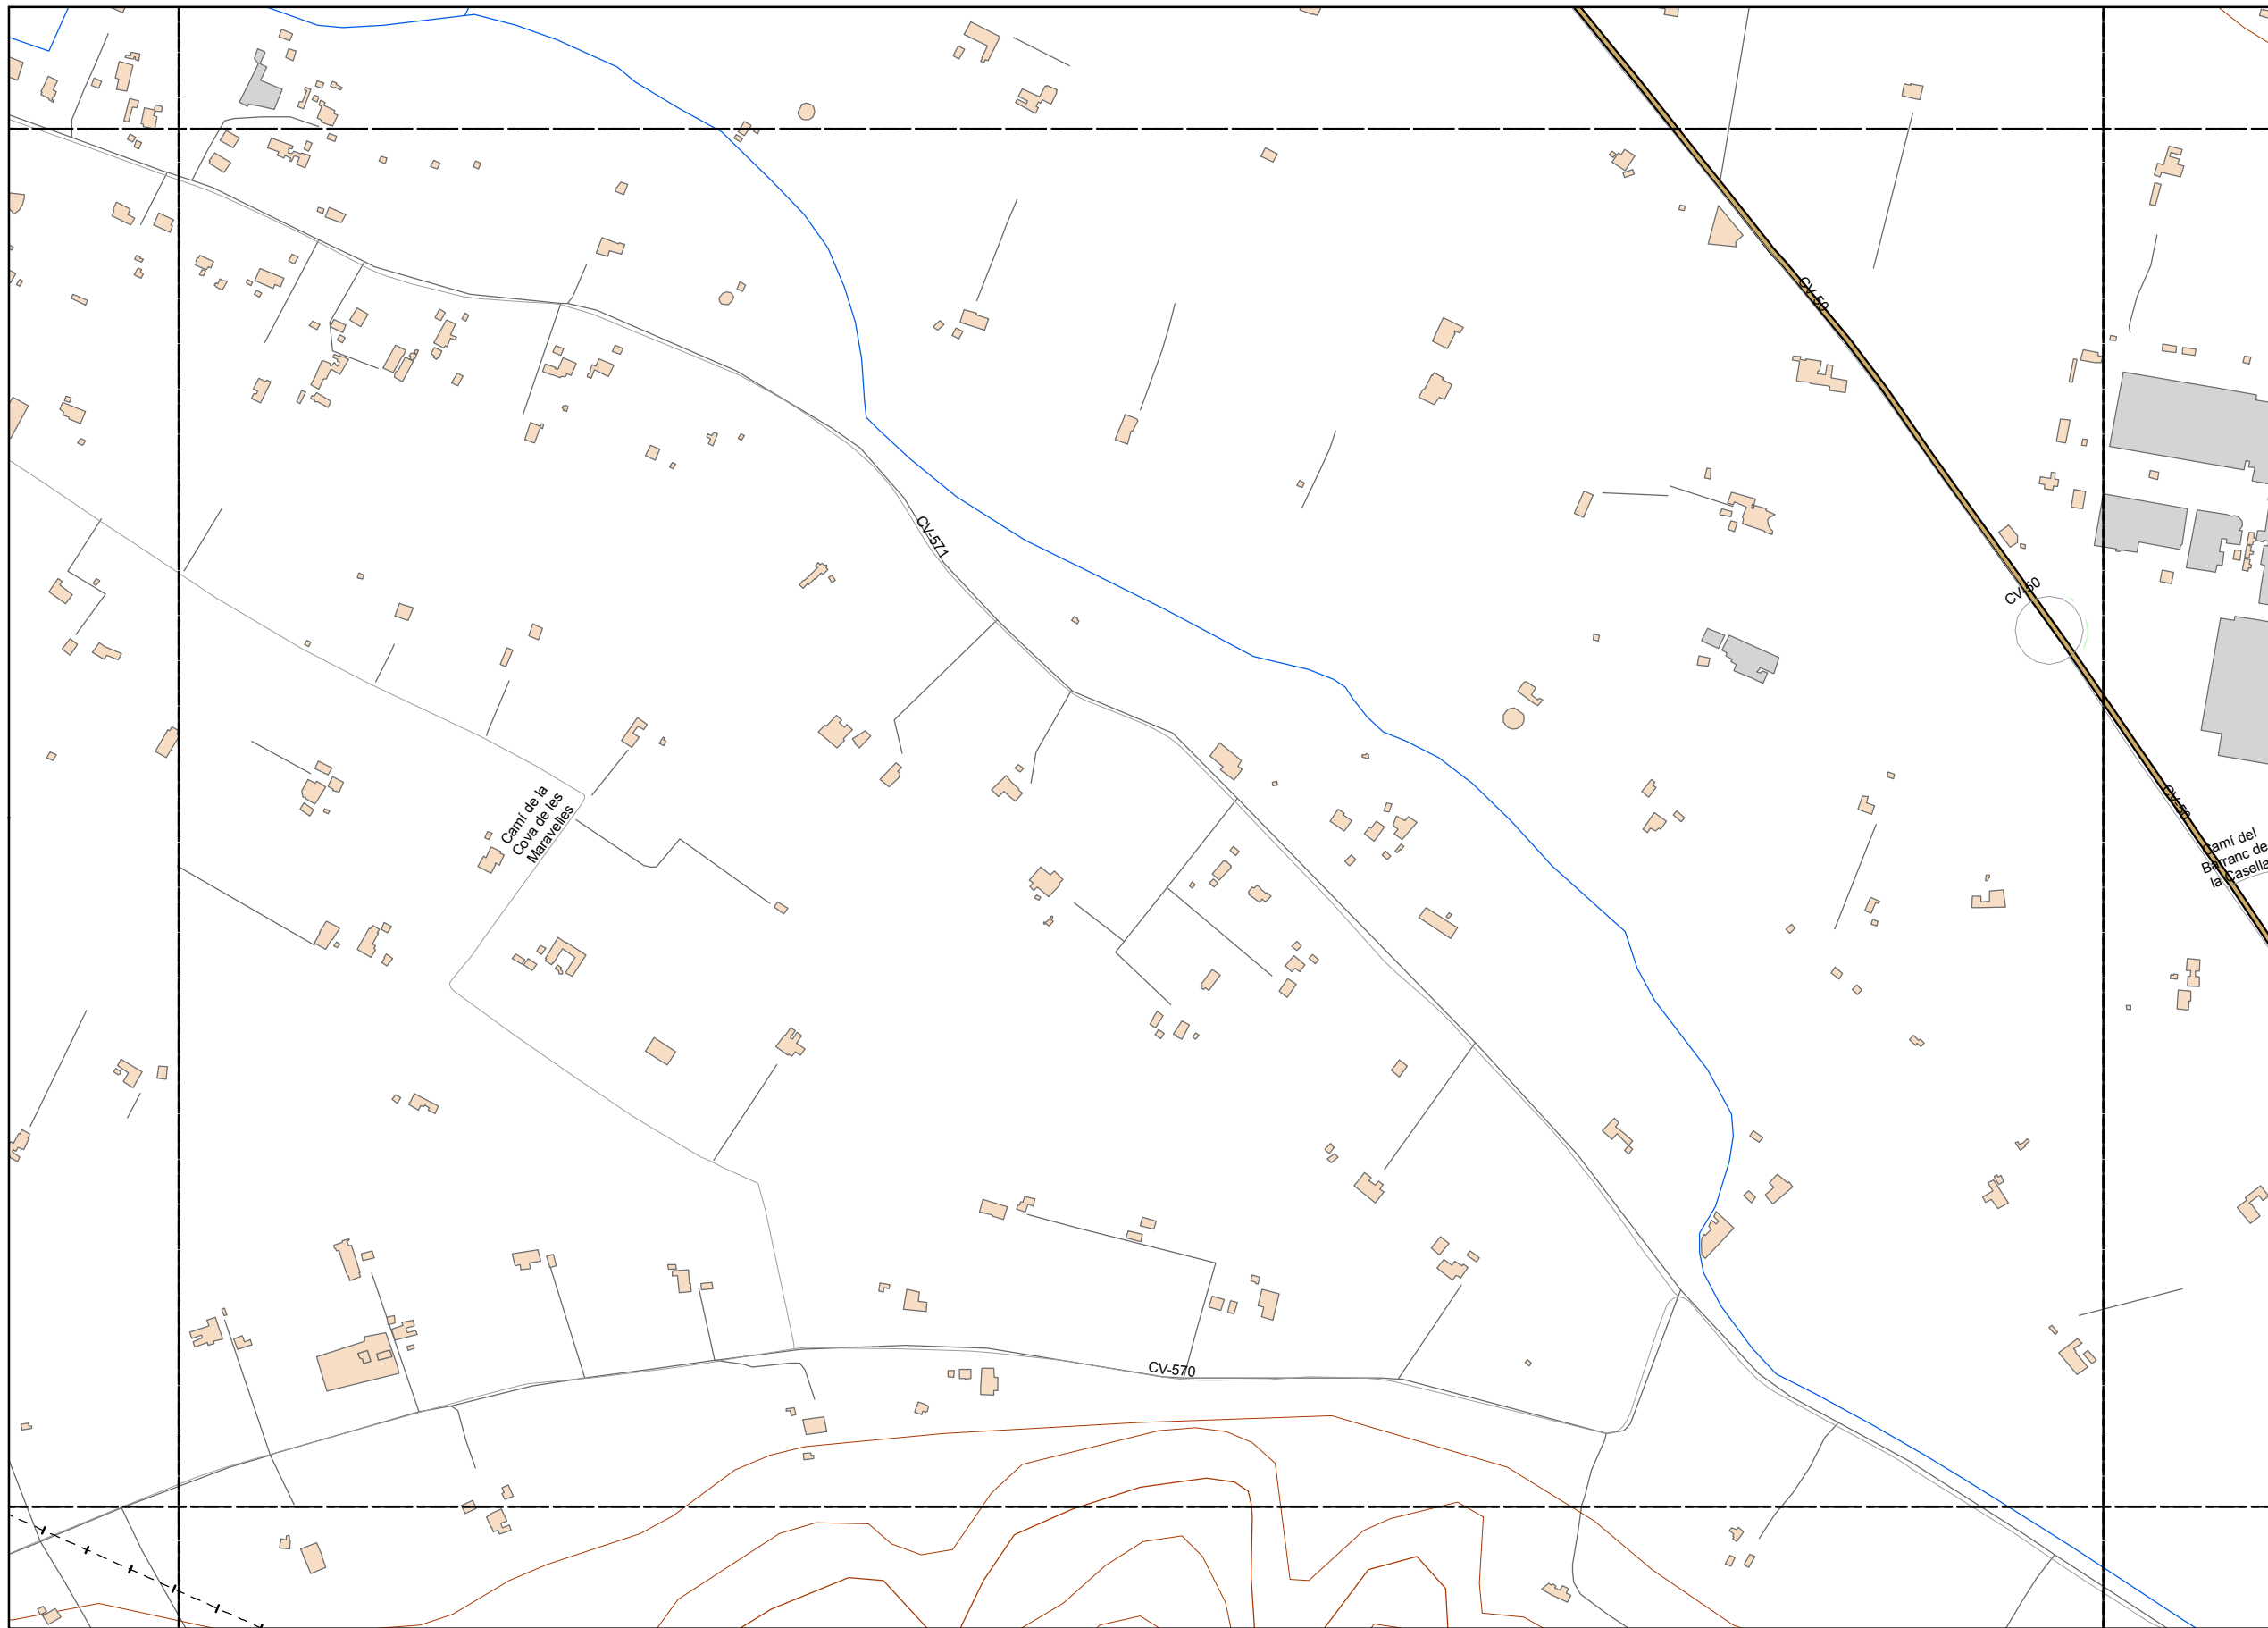 CV-50
CV-571
CV-50
CV-50
Camí de la
Cova de les
Maravelles
Camí del
Barranc de
la Casella
CV-570